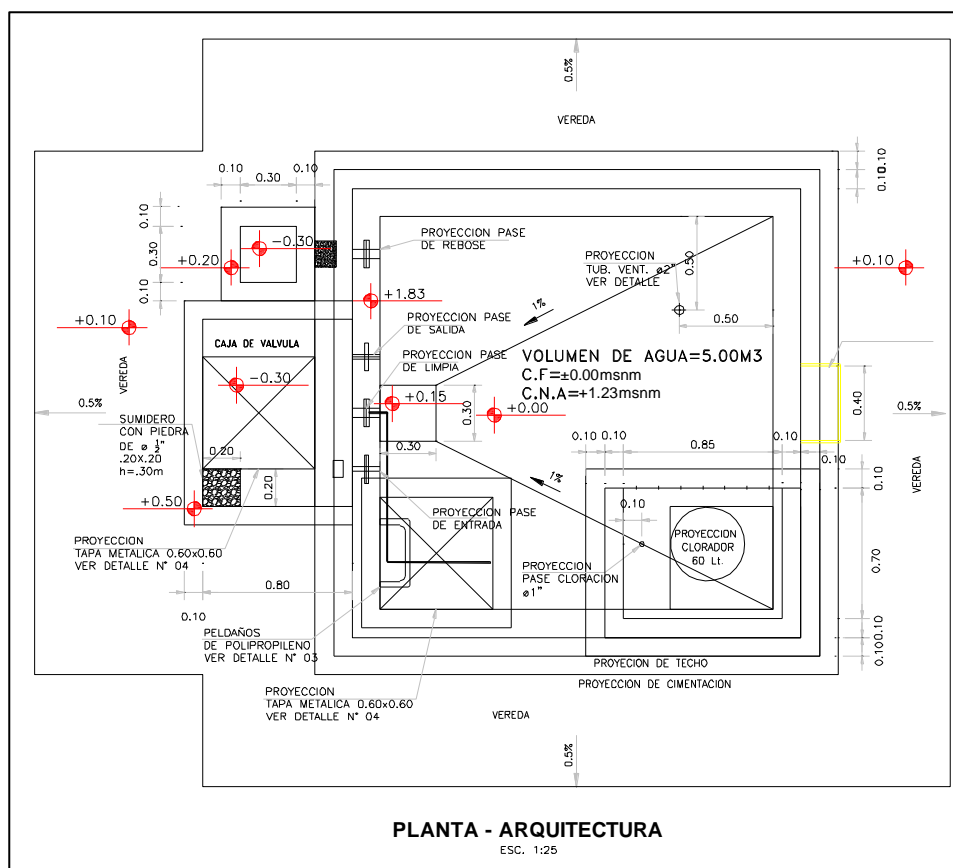 0.5%
VEREDA
0.10
0.30
0.10
0.10
0.10
0.10
0.30
0.10
-0.30
+0.20
PROYECCIÓN PASE
DE REBOSE
PROYECCION
TUB. VENT. ø2"
VER DETALLE
0.50
+0.10
+1.83
+0.10
1%
0.50
PROYECCION PASE
DE SALIDA
PROYECCION PASE
DE LIMPIA
CAJA DE VALVULA
VOLUMEN DE AGUA=5.00M3
C.F=±0.00msnm
C.N.A=+1.23msnm
VEREDA
-0.30
+0.15
0.30
+0.00
0.40
0.5%
0.5%
SUMIDERO
CON PIEDRA
DE ø ½"
.20X.20
h=.30m
0.20
0.20
0.30
0.10
0.10
0.85
0.10
0.10
0.10
VEREDA
+0.50
1%
PROYECCION PASE
DE ENTRADA
0.10
PROYECCION
TAPA METALICA 0.60x0.60
VER DETALLE N° 04
PROYECCION
CLORADOR
60 Lt.
0.70
PROYECCION
PASE CLORACION
ø1"
0.80
0.10
0.10
0.10
PELDAÑOS
DE POLIPROPILENO
VER DETALLE N° 03
PROYECION DE TECHO
PROYECCION DE CIMENTACION
PROYECCION
TAPA METALICA 0.60x0.60
VER DETALLE N° 04
VEREDA
0.5%
PLANTA - ARQUITECTURA
ESC. 1:25